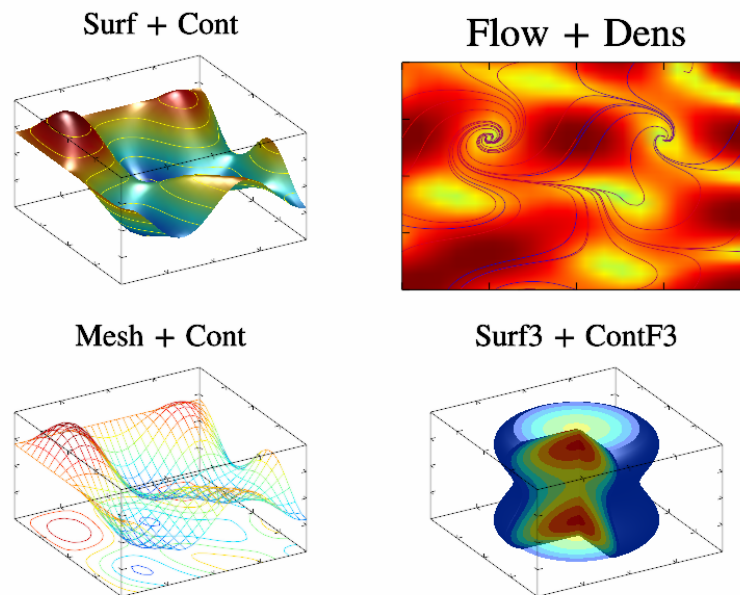 Surf + Cont
Flow + Dens
Mesh + Cont
Surf3 + ContF3